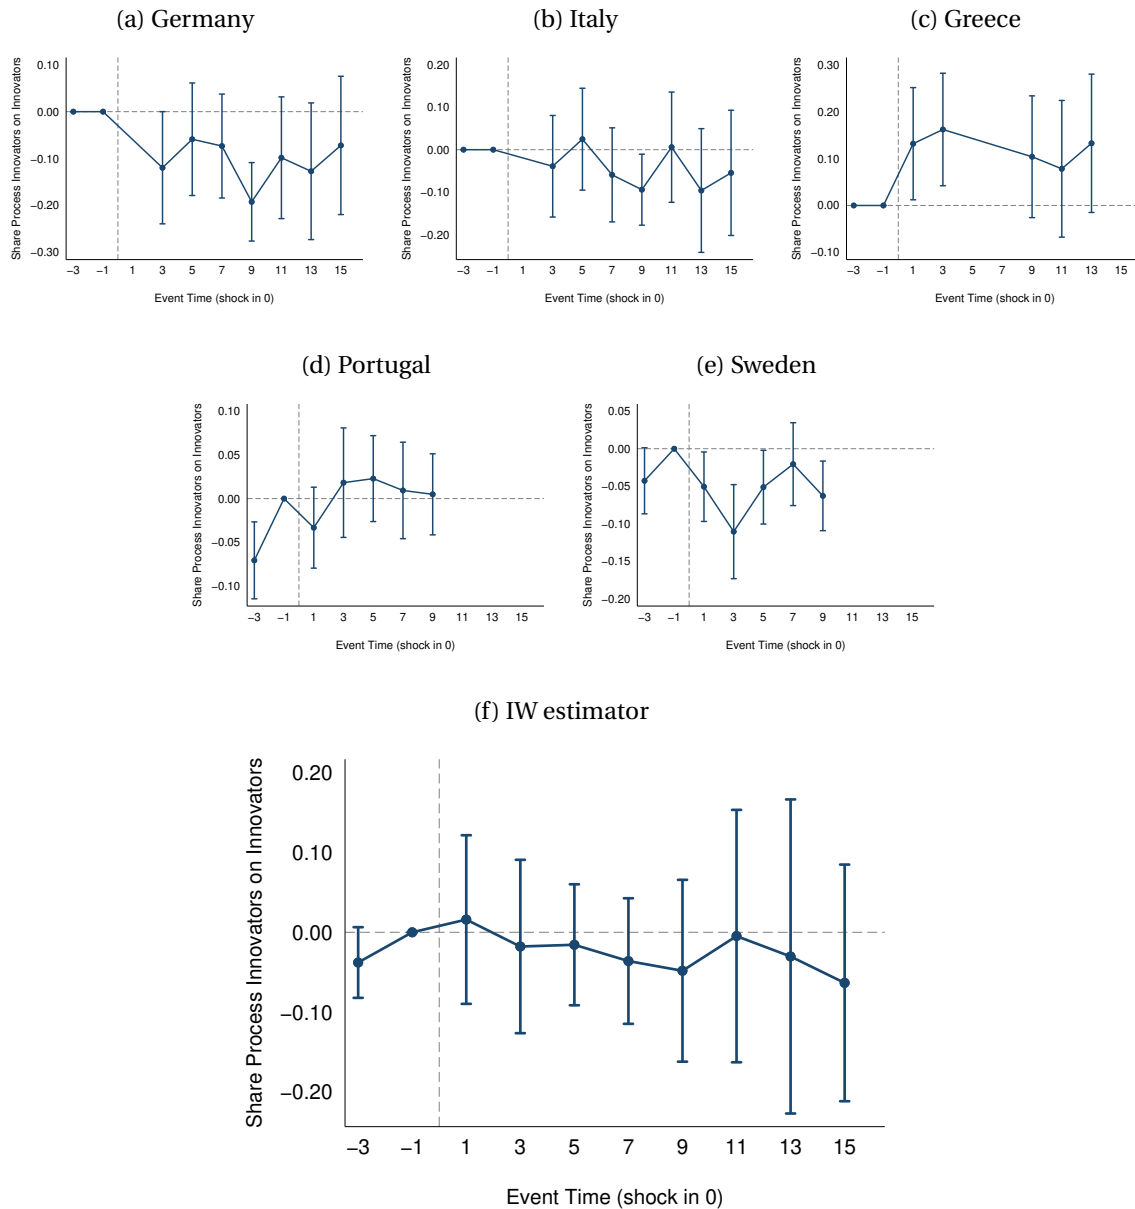 (a) Germany
(b) Italy
(c) Greece
Share Process Innovators on Innovators
0.10
0.00
−0.10
−0.20
−0.30
−3 −1 1 3 5 7 9 11 13 15
Event Time (shock in 0)
Share Process Innovators on Innovators
0.20
0.10
0.00
−0.10
−0.20
−3 −1 1 3 5 7 9 11 13 15
Event Time (shock in 0)
Share Process Innovators on Innovators
0.30
0.20
0.10
0.00
−0.10
−3 −1 1 3 5 7 9 11 13 15
Event Time (shock in 0)
(d) Portugal
(e) Sweden
Share Process Innovators on Innovators
0.10
0.05
0.00
−0.05
−0.10
−3 −1 1 3 5 7 9 11 13 15
Event Time (shock in 0)
Share Process Innovators on Innovators
0.05
0.00
−0.05
−0.10
−0.15
−0.20
−3 −1 1 3 5 7 9 11 13 15
Event Time (shock in 0)
(f) IW estimator
Share Process Innovators on Innovators
0.20
0.10
0.00
−0.10
−0.20
−3 −1 1 3 5 7 9 11 13 15
Event Time (shock in 0)